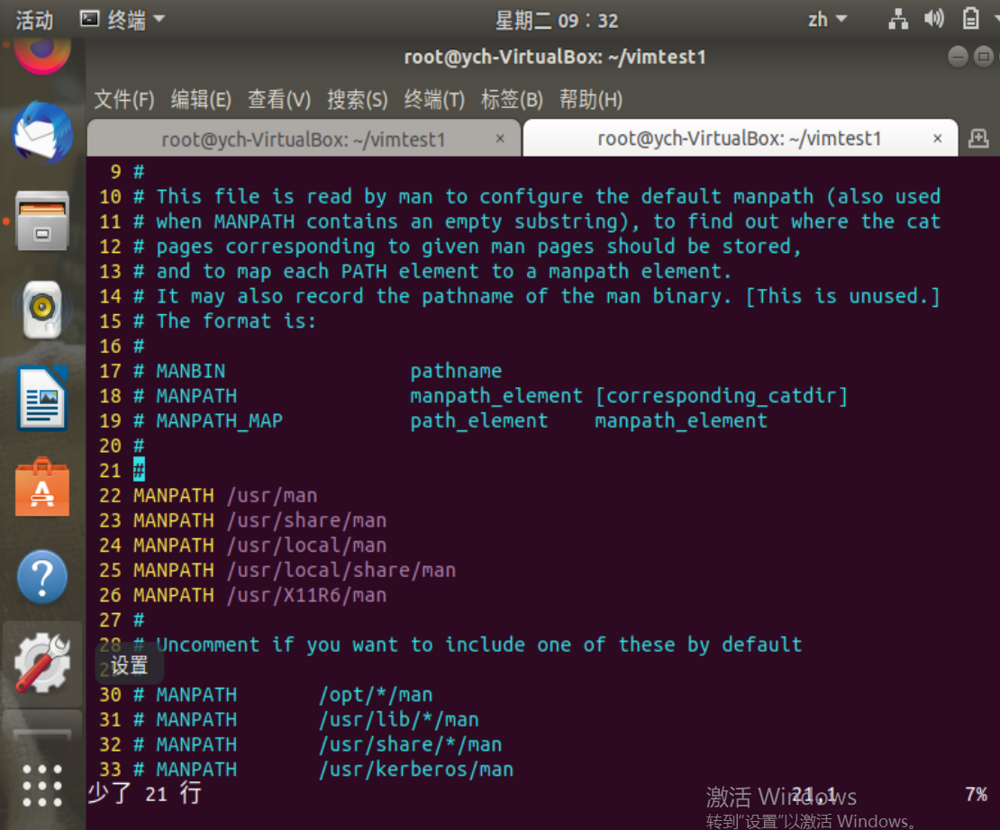 活动 终端 星期二 09：32 zh
root@ych-VirtualBox: ~/vimtest1
文件(F) 编辑(E) 查看(V) 搜索(S) 终端(T) 标签(B) 帮助(H)
root@ych-VirtualBox: ~/vimtest1 × root@ych-VirtualBox: ~/vimtest1 ×
9 #
10 # This file is read by man to configure the default manpath (also used
11 # when MANPATH contains an empty substring), to find out where the cat
12 # pages corresponding to given man pages should be stored,
13 # and to map each PATH element to a manpath element.
14 # It may also record the pathname of the man binary. [This is unused.]
15 # The format is:
16 #
17 # MANBIN pathname
18 # MANPATH manpath_element [corresponding_catdir]
19 # MANPATH_MAP path_element manpath_element
20 #
21 #
22 MANPATH /usr/man
23 MANPATH /usr/share/man
24 MANPATH /usr/local/man
25 MANPATH /usr/local/share/man
26 MANPATH /usr/X11R6/man
27 #
28 # Uncomment if you want to include one of these by default
设置
30 # MANPATH /opt/*/man
31 # MANPATH /usr/lib/*/man
32 # MANPATH /usr/share/*/man
33 # MANPATH /usr/kerberos/man
少了 21 行 21,1 7%
激活 Windows
转到“设置”以激活 Windows。